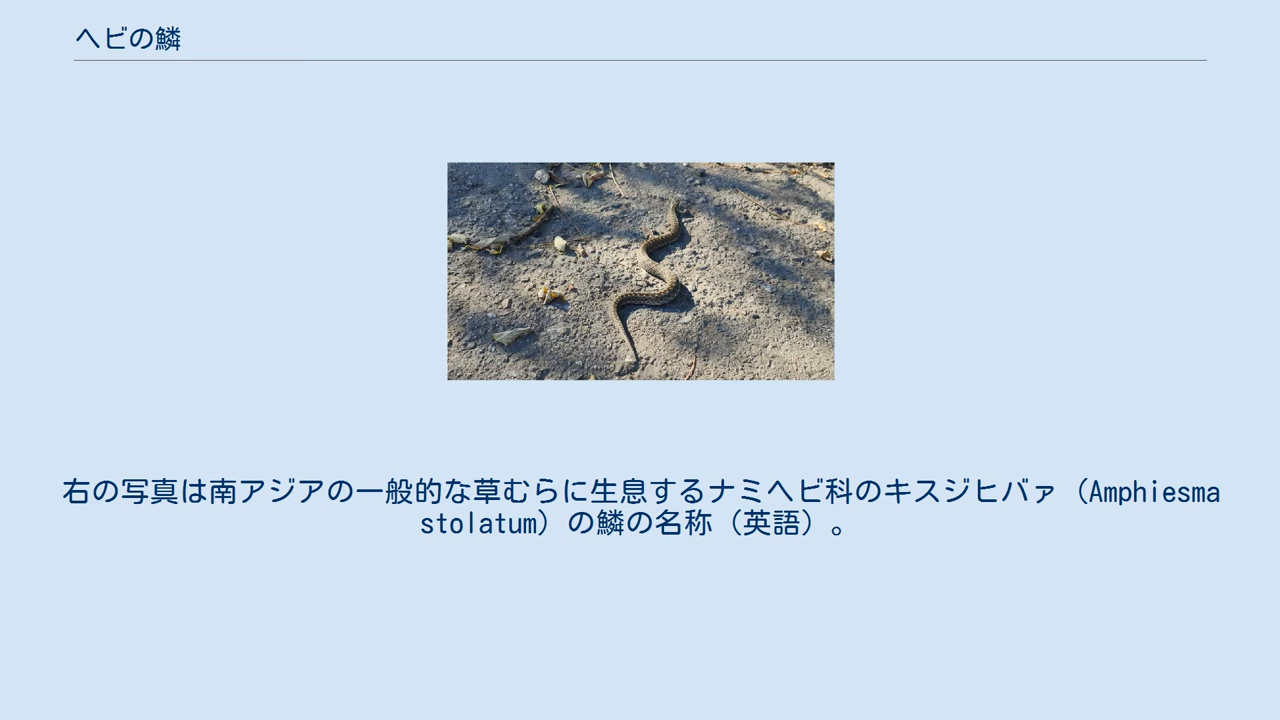 ヘビの鱗
右の写真は南アジアの一般的な草むらに生息するナミヘビ科のキスジヒバァ（Amphiesma
stolatum）の鱗の名称（英語）。